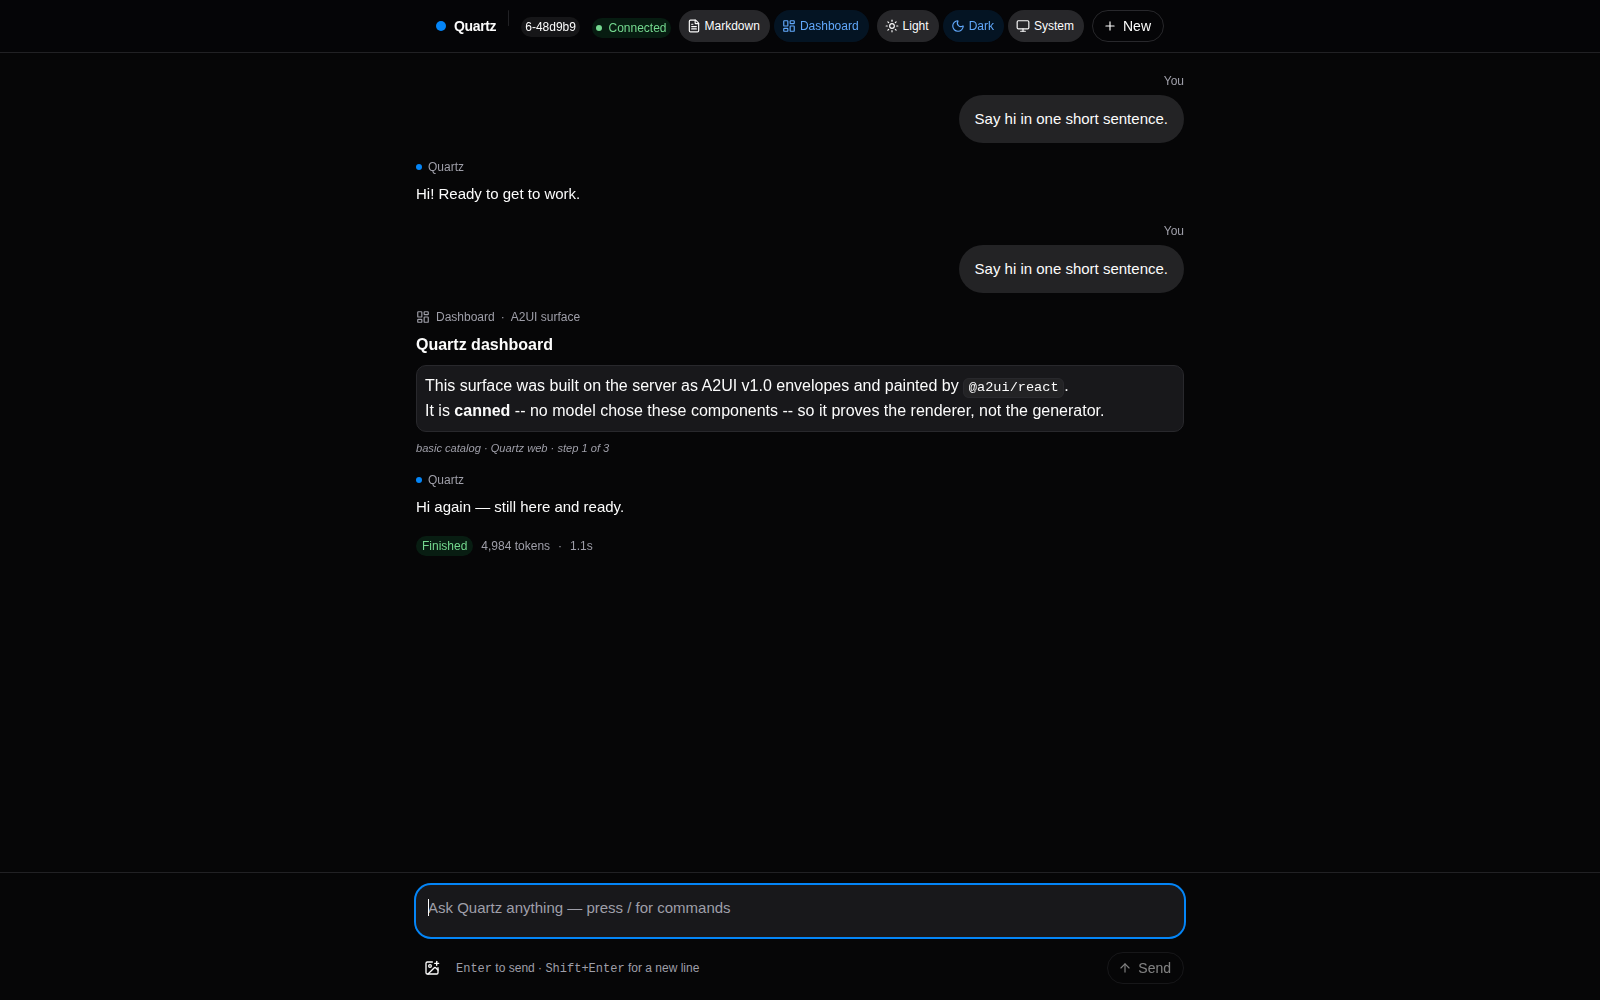 Quartz
6-48d9b9
Connected
Markdown
Dashboard
Light
Dark
System
New
You
Say hi in one short sentence.
Quartz
Hi! Ready to get to work.
You
Say hi in one short sentence.
Dashboard · A2UI surface
Quartz dashboard
This surface was built on the server as A2UI v1.0 envelopes and painted by @a2ui/react.
It is canned -- no model chose these components -- so it proves the renderer, not the generator.
basic catalog · Quartz web · step 1 of 3
Quartz
Hi again — still here and ready.
Finished 4,984 tokens · 1.1s
Ask Quartz anything — press / for commands
Enter to send · Shift+Enter for a new line
Send